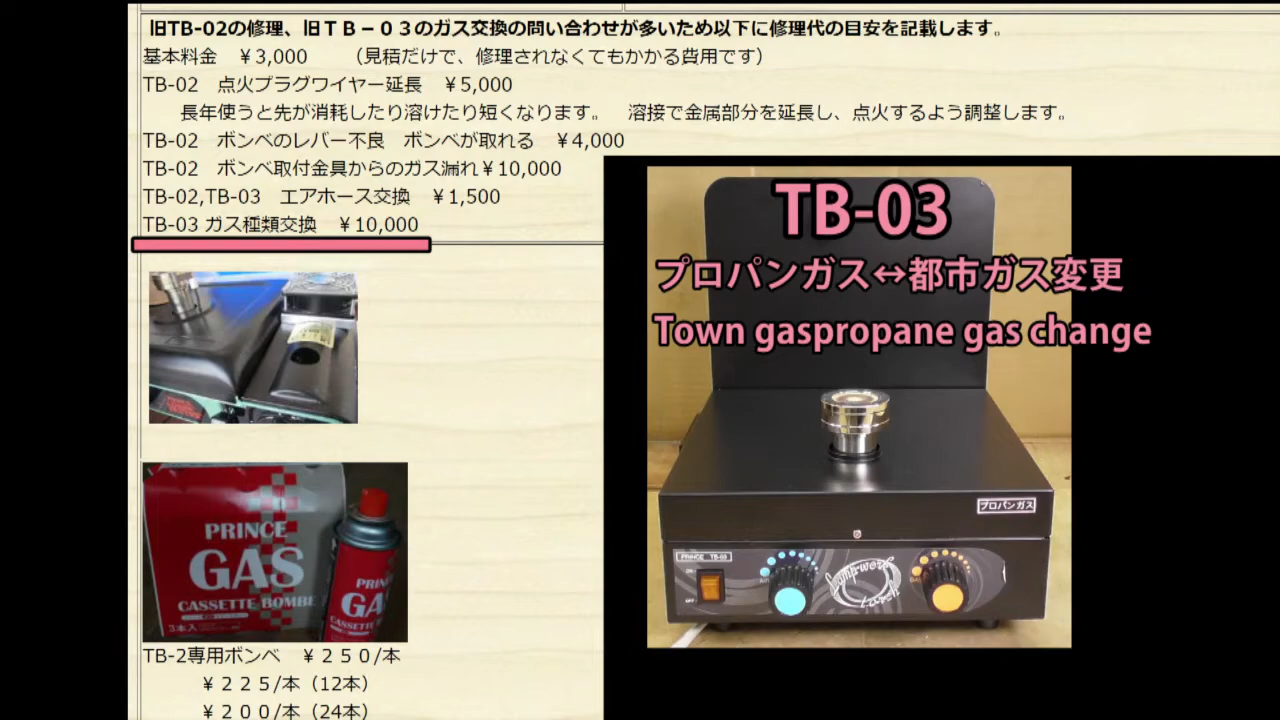 旧TB-02の修理、旧ＴＢ－０３のガス交換の問い合わせが多いため以下に修理代の目安を記載します。
基本料金　￥3,000　　（見積だけで、修理されなくてもかかる費用です）
TB-02　点火プラグワイヤー延長　￥5,000
長年使うと先が消耗したり溶けたり短くなります。　溶接で金属部分を延長し、点火するよう調整します。
TB-02　ボンベのレバー不良　ボンベが取れる　￥4,000
TB-02　ボンベ取付金具からのガス漏れ￥10,000
TB-02,TB-03　エアホース交換　￥1,500
TB-03 ガス種類交換　￥10,000
TB-03
プロパンガス↔都市ガス変更
Town gaspropane gas change
プロパンガス
PRINCE TB-03
ON
OFF
PRINCE
GAS
CASSETTE BOMBE
3本入
PRIN
GA
CASSETTE
TB-2専用ボンベ　￥２５０/本
￥２２５/本（12本）
￥２００/本（24本）